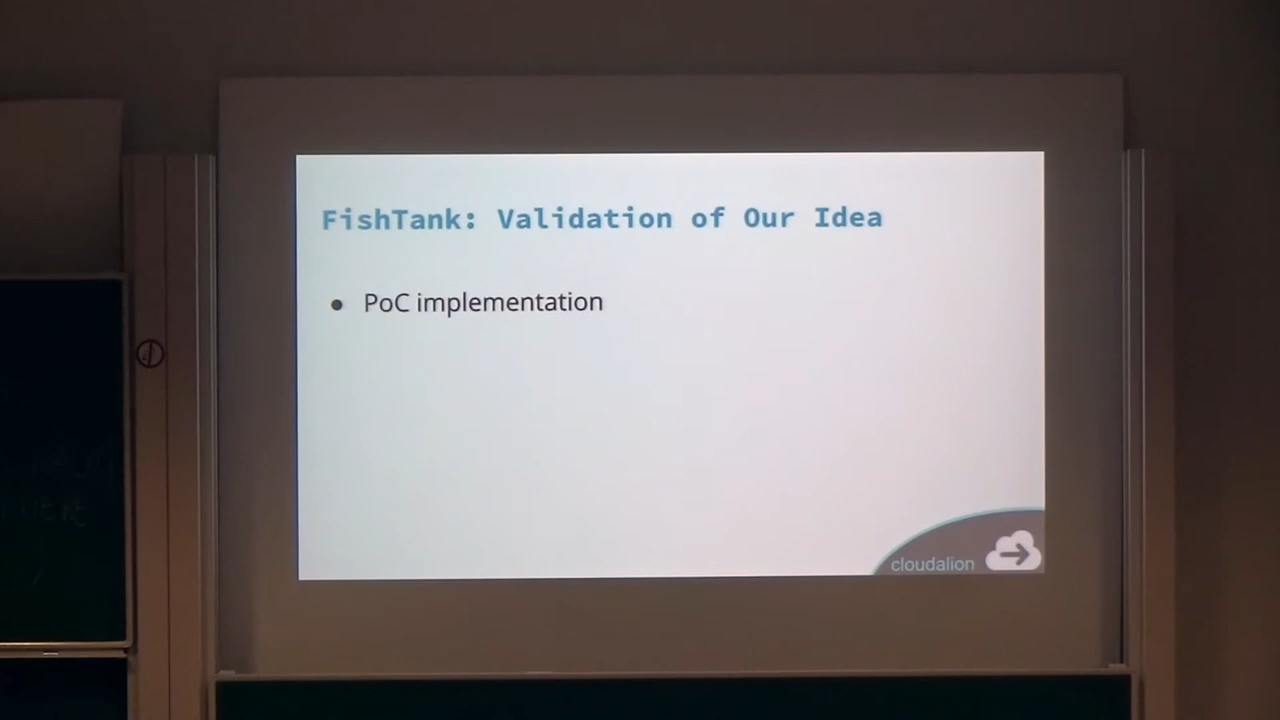 FishTank: Validation of Our Idea
● PoC implementation
cloudalion